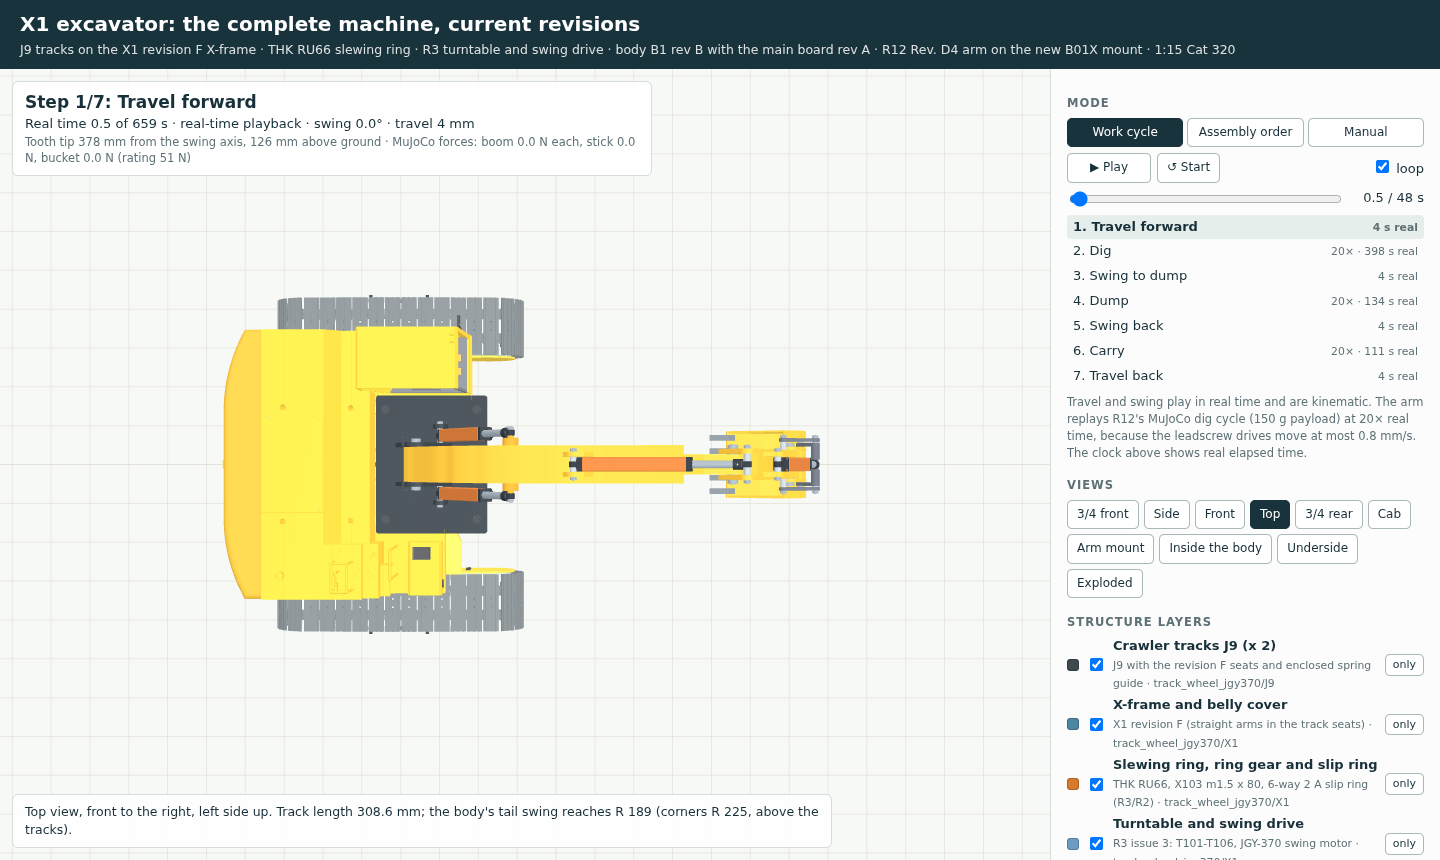 X1 excavator: the complete machine, current revisions
J9 tracks on the X1 revision F X-frame · THK RU66 slewing ring · R3 turntable and swing drive · body B1 rev B with the main board rev A · R12 Rev. D4 arm on the new B01X mount · 1:15 Cat 320
Step 1/7: Travel forward
Real time 0.5 of 659 s · real-time playback · swing 0.0° · travel 4 mm
Tooth tip 378 mm from the swing axis, 126 mm above ground · MuJoCo forces: boom 0.0 N each, stick 0.0
N, bucket 0.0 N (rating 51 N)
Top view, front to the right, left side up. Track length 308.6 mm; the body's tail swing reaches R 189 (corners R 225, above the
tracks).
MODE
Work cycle Assembly order Manual
▶ Play ↺ Start loop
0.5 / 48 s
1. Travel forward 4 s real
2. Dig 20× · 398 s real
3. Swing to dump 4 s real
4. Dump 20× · 134 s real
5. Swing back 4 s real
6. Carry 20× · 111 s real
7. Travel back 4 s real
Travel and swing play in real time and are kinematic. The arm
replays R12's MuJoCo dig cycle (150 g payload) at 20× real
time, because the leadscrew drives move at most 0.8 mm/s.
The clock above shows real elapsed time.
VIEWS
3/4 front Side Front Top 3/4 rear Cab
Arm mount Inside the body Underside
Exploded
STRUCTURE LAYERS
Crawler tracks J9 (x 2)
J9 with the revision F seats and enclosed spring only
guide · track_wheel_jgy370/J9
X-frame and belly cover
X1 revision F (straight arms in the track seats) · only
track_wheel_jgy370/X1
Slewing ring, ring gear and slip ring
THK RU66, X103 m1.5 x 80, 6-way 2 A slip ring only
(R3/R2) · track_wheel_jgy370/X1
Turntable and swing drive
R3 issue 3: T101-T106, JGY-370 swing motor · only